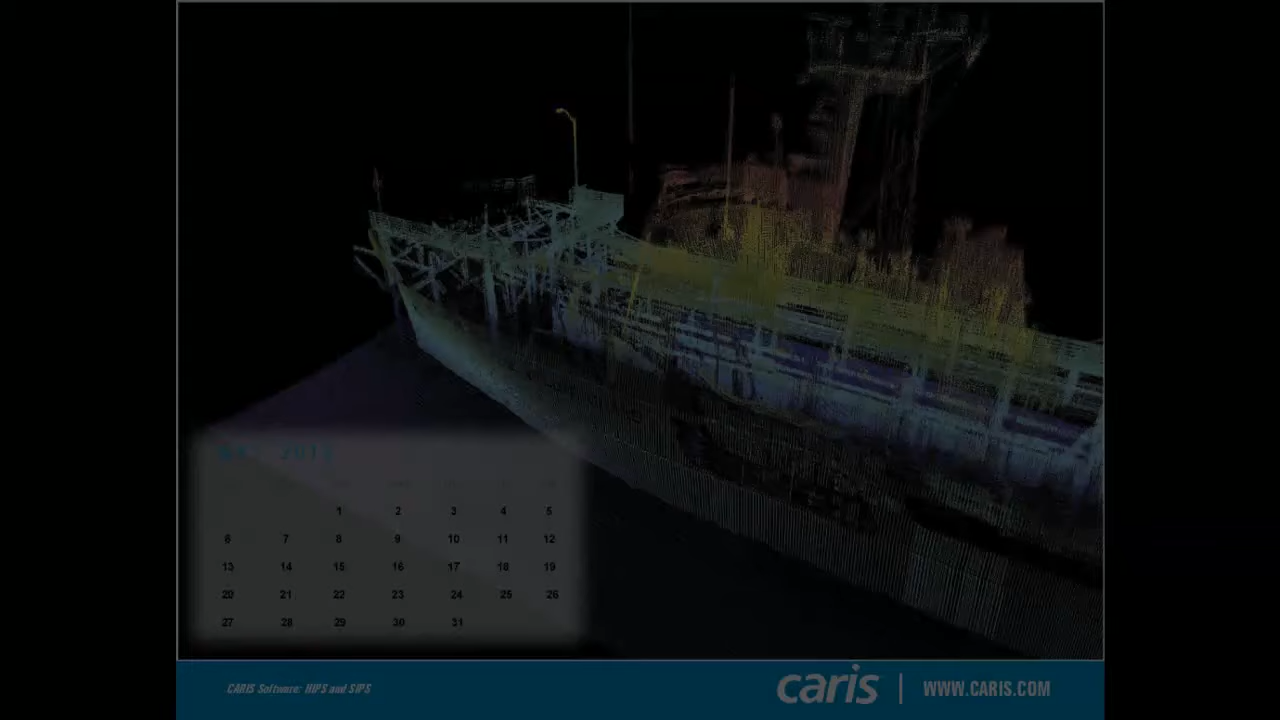 1 2 3 4 5
6 7 8 9 10 11 12
13 14 15 16 17 18 19
20 21 22 23 24 25 26
27 28 29 30 31
CARIS Software: HIPS and SIPS
caris | WWW.CARIS.COM